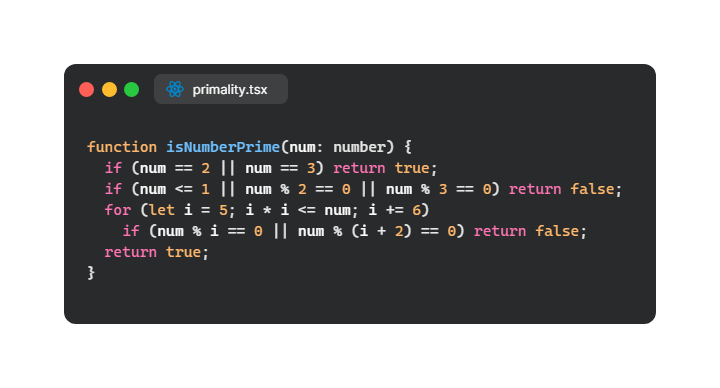 primality.tsx
function isNumberPrime(num: number) {
  if (num == 2 || num == 3) return true;
  if (num <= 1 || num % 2 == 0 || num % 3 == 0) return false;
  for (let i = 5; i * i <= num; i += 6)
    if (num % i == 0 || num % (i + 2) == 0) return false;
  return true;
}